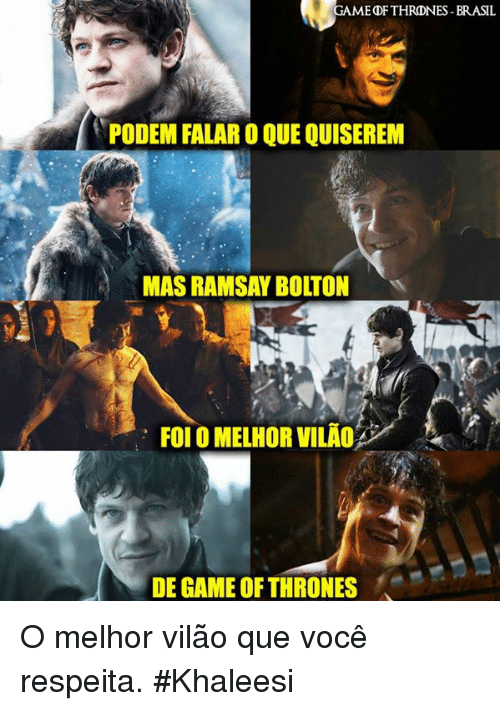 GAME OF THRONES - BRASIL
PODEM FALAR O QUE QUISEREM
MAS RAMSAY BOLTON
FOI O MELHOR VILÃO
DE GAME OF THRONES
O melhor vilão que você
respeita. #Khaleesi